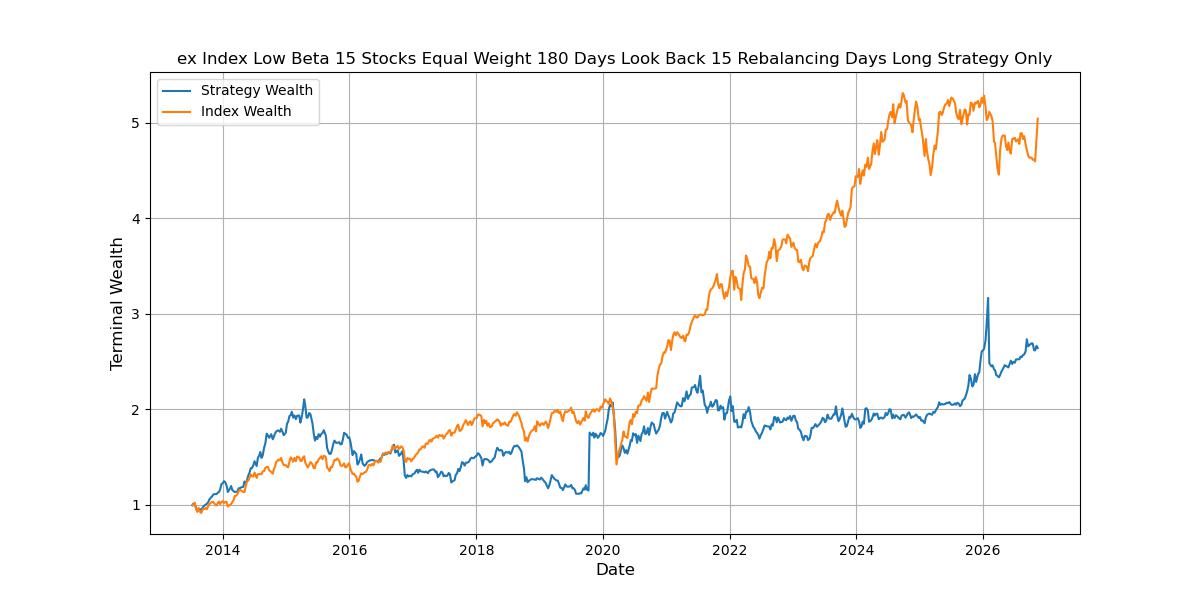 ex Index Low Beta 15 Stocks Equal Weight 180 Days Look Back 15 Rebalancing Days Long Strategy Only
Strategy Wealth
Index Wealth
Terminal Wealth
5
4
3
2
1
2014 2016 2018 2020 2022 2024 2026
Date